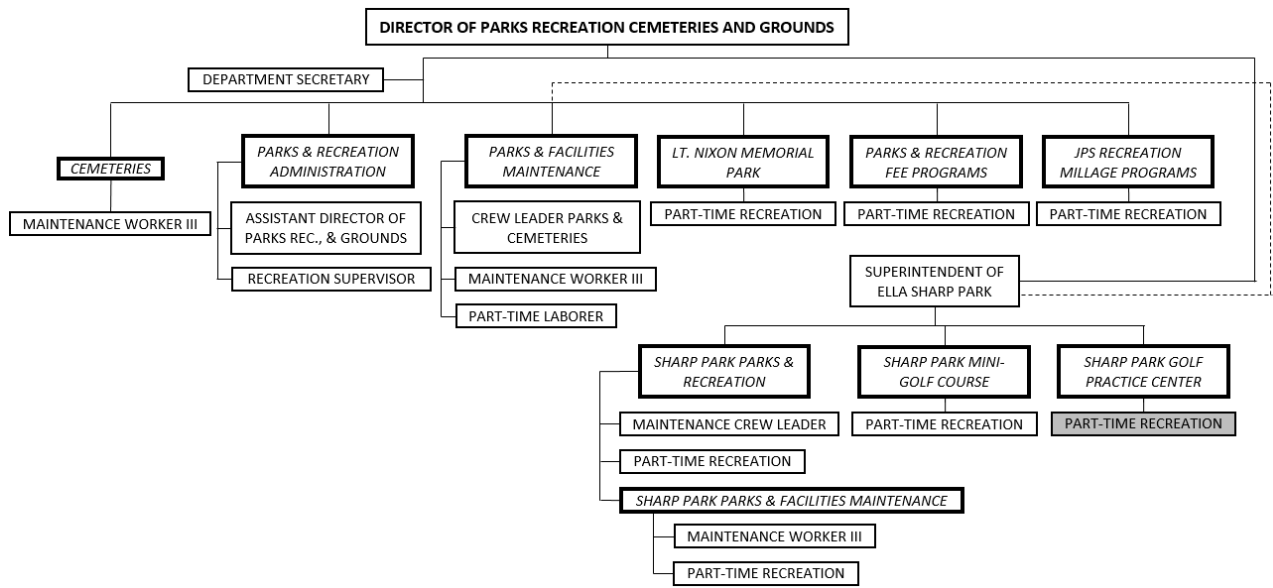 DIRECTOR OF PARKS RECREATION CEMETERIES AND GROUNDS
DEPARTMENT SECRETARY
CEMETERIES
MAINTENANCE WORKER III
PARKS & RECREATION
ADMINISTRATION
ASSISTANT DIRECTOR OF
PARKS REC., & GROUNDS
RECREATION SUPERVISOR
PARKS & FACILITIES
MAINTENANCE
CREW LEADER PARKS &
CEMETERIES
MAINTENANCE WORKER III
PART-TIME LABORER
LT. NIXON MEMORIAL
PARK
PART-TIME RECREATION
PARKS & RECREATION
FEE PROGRAMS
PART-TIME RECREATION
JPS RECREATION
MILLAGE PROGRAMS
PART-TIME RECREATION
SUPERINTENDENT OF
ELLA SHARP PARK
SHARP PARK PARKS &
RECREATION
MAINTENANCE CREW LEADER
PART-TIME RECREATION
SHARP PARK PARKS & FACILITIES MAINTENANCE
MAINTENANCE WORKER III
PART-TIME RECREATION
SHARP PARK MINI-
GOLF COURSE
PART-TIME RECREATION
SHARP PARK GOLF
PRACTICE CENTER
PART-TIME RECREATION